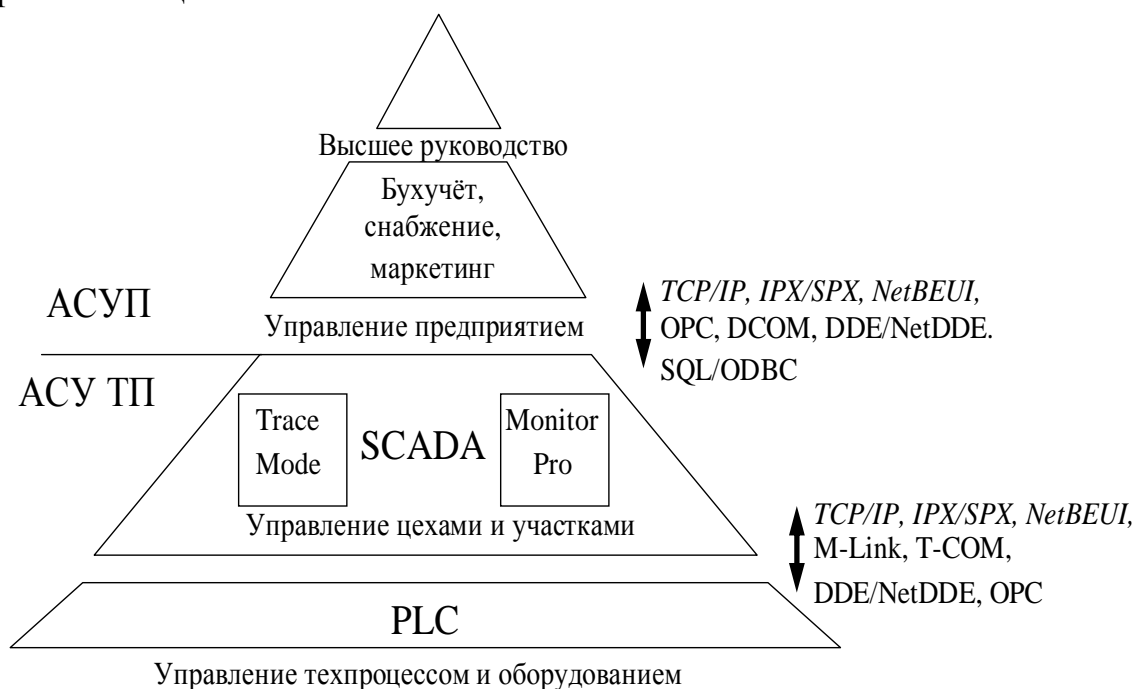 Высшее руководство
Бухучёт,
снабжение,
маркетинг
АСУП
Управление предприятием
TCP/IP, IPX/SPX, NetBEUI,
OPC, DCOM, DDE/NetDDE.
SQL/ODBC
АСУ ТП
Trace
Mode
SCADA
Monitor
Pro
Управление цехами и участками
TCP/IP, IPX/SPX, NetBEUI,
M-Link, T-COM,
DDE/NetDDE, OPC
PLC
Управление техпроцессом и оборудованием